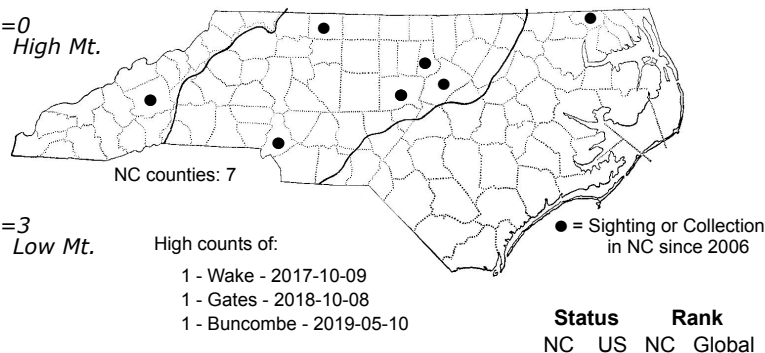 =0
High Mt.
NC counties: 7
=3
Low Mt.
High counts of:
1 - Wake - 2017-10-09
1 - Gates - 2018-10-08
1 - Buncombe - 2019-05-10
= Sighting or Collection
in NC since 2006
Status Rank
NC US NC Global